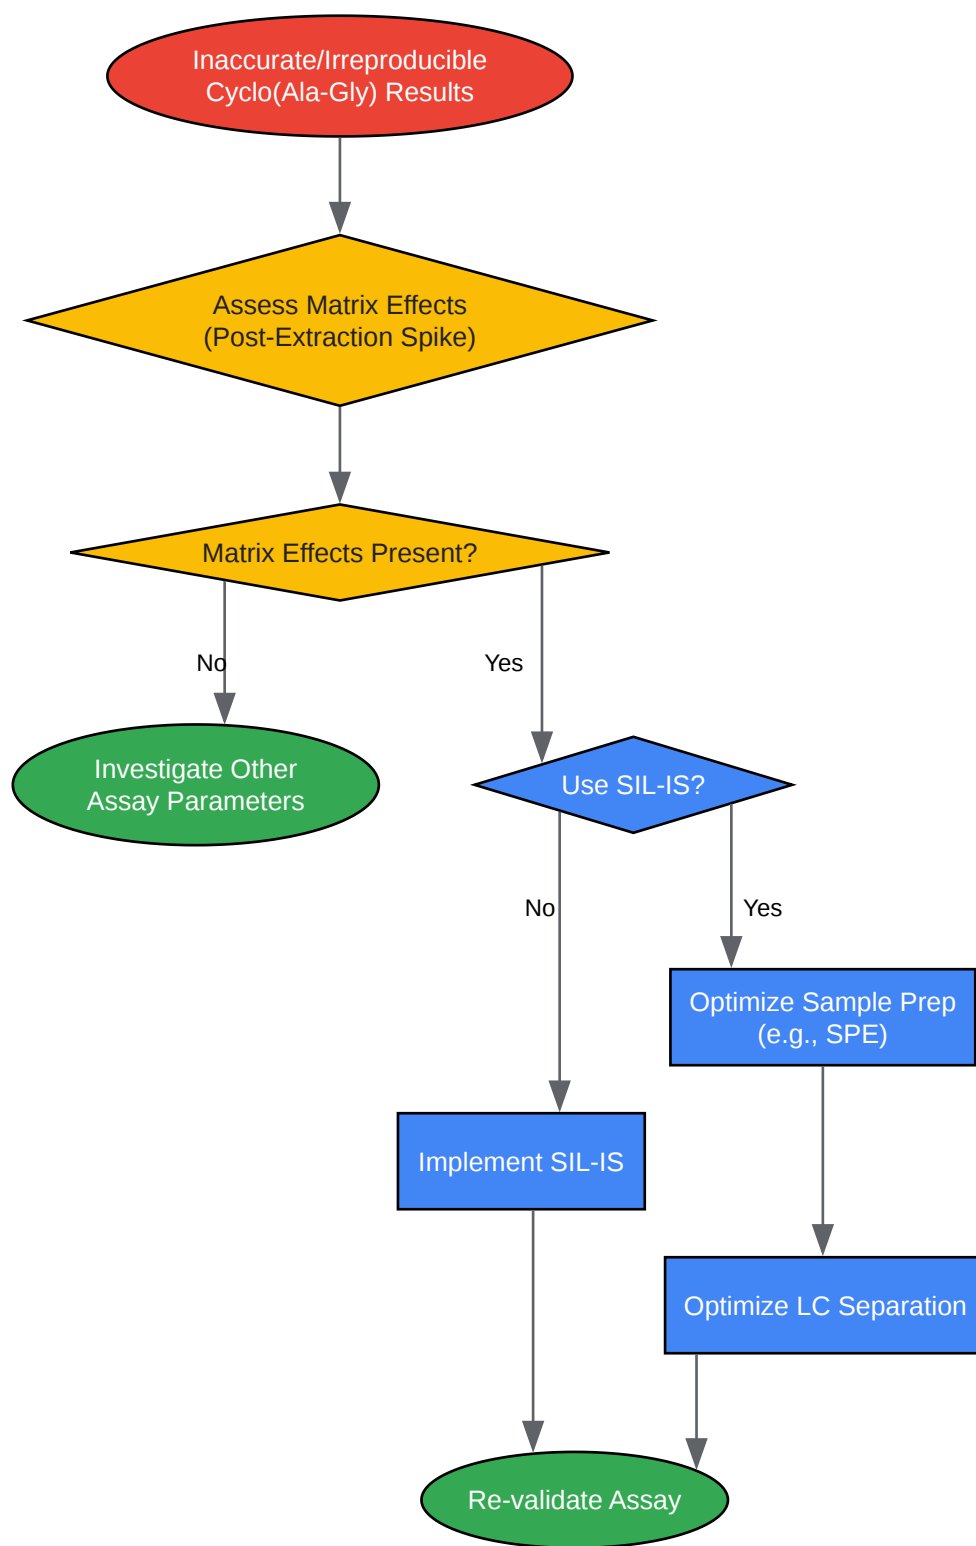 Inaccurate/Irreproducible
Cyclo(Ala-Gly) Results
Assess Matrix Effects
(Post-Extraction Spike)
Matrix Effects Present?
No
Yes
Investigate Other
Assay Parameters
Use SIL-IS?
No
Yes
Optimize Sample Prep
(e.g., SPE)
Implement SIL-IS
Optimize LC Separation
Re-validate Assay